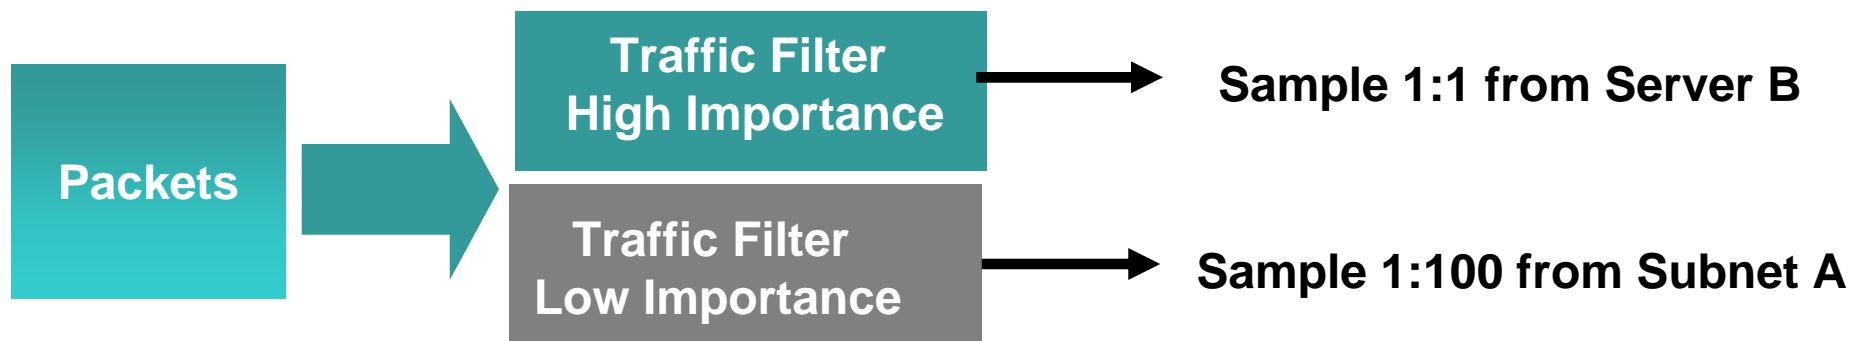 Packets
Traffic Filter
High Importance
Sample 1:1 from Server B
Traffic Filter
Low Importance
Sample 1:100 from Subnet A